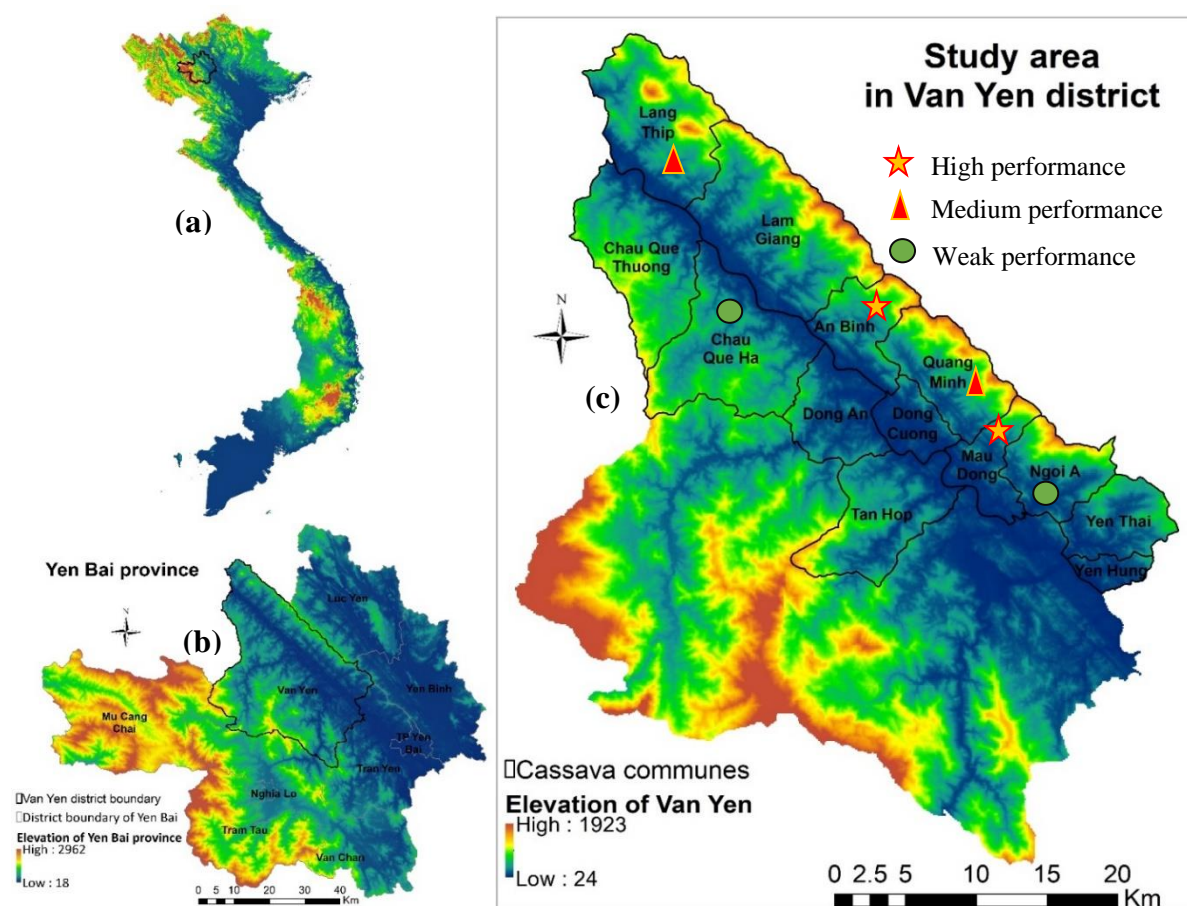 (a)
Yen Bai province
N
(b)
Luc Yen
Van Yen
Yen Binh
Mu Cang
Chai
TP Yen
Bai
Tran Yen
Nghia Lo
Tram Tau
Van Chan
Van Yen district boundary
District boundary of Yen Bai
Elevation of Yen Bai province
High : 2962
Low : 18
0 5 10 20 30 40
Km
Study area
in Van Yen district
High performance
Medium performance
Weak performance
Lang
Thip
Lam
Giang
Chau Que
Thuong
N
An Binh
Chau
Que Ha
Quang
Minh
(c)
Dong An
Dong
Cuong
Mau
Dong
Ngoi A
Tan Hop
Yen Thai
Yen Hung
Cassava communes
Elevation of Van Yen
High : 1923
Low : 24
0 2.5 5 10 15 20
Km